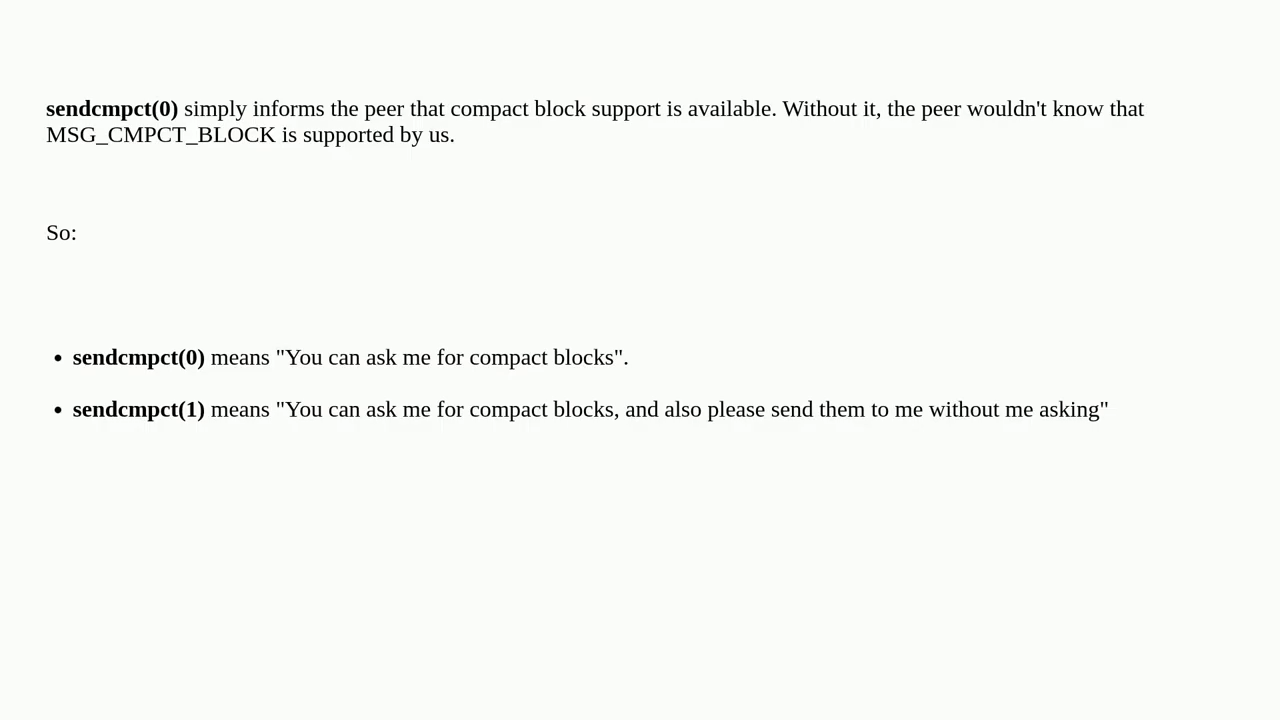 sendcmpct(0) simply informs the peer that compact block support is available. Without it, the peer wouldn't know that
MSG_CMPCT_BLOCK is supported by us.
So:
• sendcmpct(0) means "You can ask me for compact blocks".
• sendcmpct(1) means "You can ask me for compact blocks, and also please send them to me without me asking"